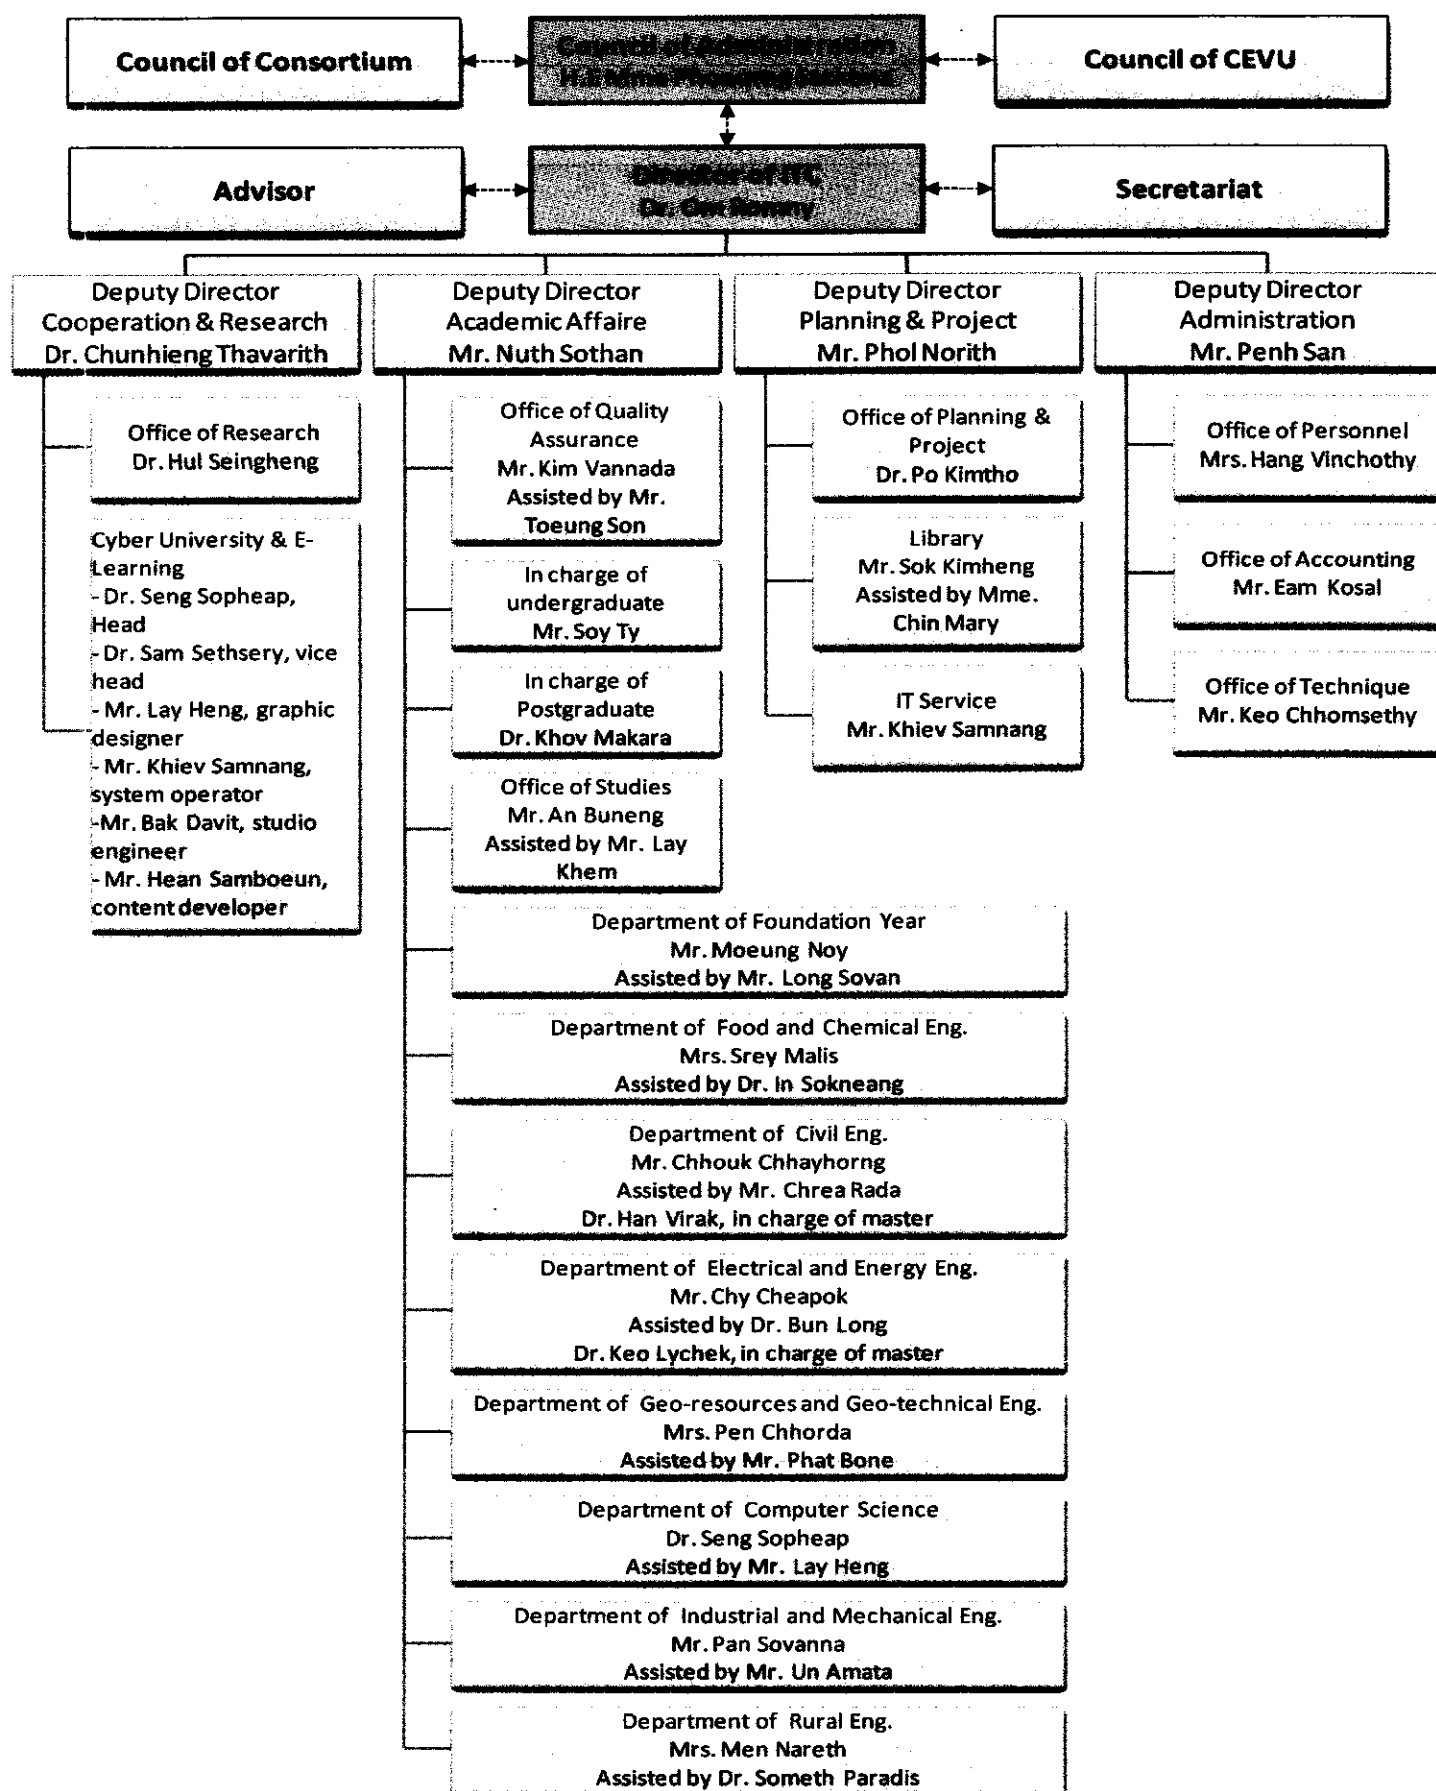 Council of Consortium
Council of Administration
H.E Mme
Council of CEVU
Advisor
Director of ITC
Dr. Om Romny
Secretariat
Deputy Director
Cooperation & Research
Dr. Chunhieng Thavarith
Deputy Director
Academic Affaire
Mr. Nuth Sothan
Deputy Director
Planning & Project
Mr. Phol Norith
Deputy Director
Administration
Mr. Penh San
Office of Research
Dr. Hul Seingheng
Cyber University & E-
Learning
- Dr. Seng Sopheap,
Head
- Dr. Sam Sethsery, vice
head
- Mr. Lay Heng, graphic
designer
- Mr. Khiev Samnang,
system operator
-Mr. Bak Davit, studio
engineer
- Mr. Hean Samboeun,
content developer
Office of Quality
Assurance
Mr. Kim Vannada
Assisted by Mr.
Toeung Son
In charge of
undergraduate
Mr. Soy Ty
In charge of
Postgraduate
Dr. Khov Makara
Office of Studies
Mr. An Buneng
Assisted by Mr. Lay
Khem
Department of Foundation Year
Mr. Moeung Noy
Assisted by Mr. Long Sovan
Department of Food and Chemical Eng.
Mrs. Srey Malis
Assisted by Dr. In Sokneang
Department of Civil Eng.
Mr. Chhouk Chhayhorng
Assisted by Mr. Chrea Rada
Dr. Han Virak, in charge of master
Department of Electrical and Energy Eng.
Mr. Chy Cheapok
Assisted by Dr. Bun Long
Dr. Keo Lychek, in charge of master
Department of Geo-resources and Geo-technical Eng.
Mrs. Pen Chhorda
Assisted by Mr. Phat Bone
Department of Computer Science
Dr. Seng Sopheap
Assisted by Mr. Lay Heng
Department of Industrial and Mechanical Eng.
Mr. Pan Sovanna
Assisted by Mr. Un Amata
Department of Rural Eng.
Mrs. Men Nareth
Assisted by Dr. Someth Paradis
Office of Planning &
Project
Dr. Po Kimtho
Library
Mr. Sok Kimheng
Assisted by Mme.
Chin Mary
IT Service
Mr. Khiev Samnang
Office of Personnel
Mrs. Hang Vinchothy
Office of Accounting
Mr. Eam Kosal
Office of Technique
Mr. Keo Chhomsethy